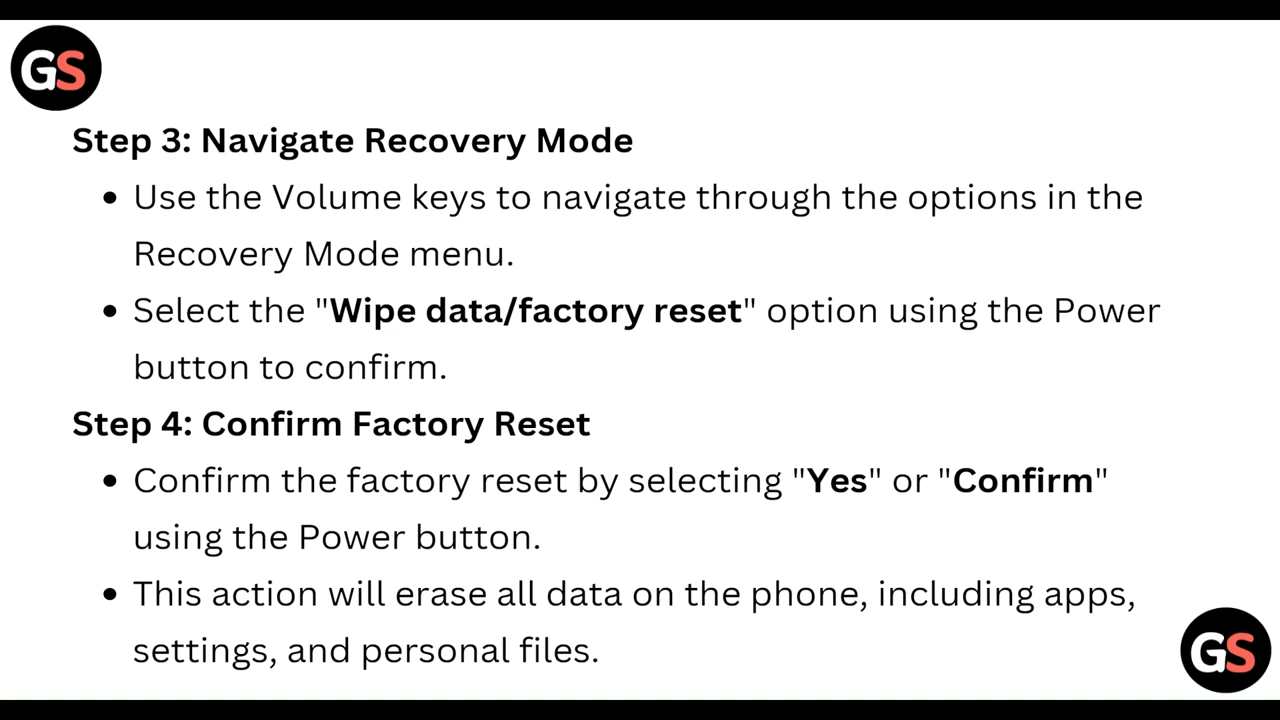 GS
Step 3: Navigate Recovery Mode
• Use the Volume keys to navigate through the options in the
Recovery Mode menu.
• Select the "Wipe data/factory reset" option using the Power
button to confirm.
Step 4: Confirm Factory Reset
• Confirm the factory reset by selecting "Yes" or "Confirm"
using the Power button.
• This action will erase all data on the phone, including apps,
settings, and personal files.
GS